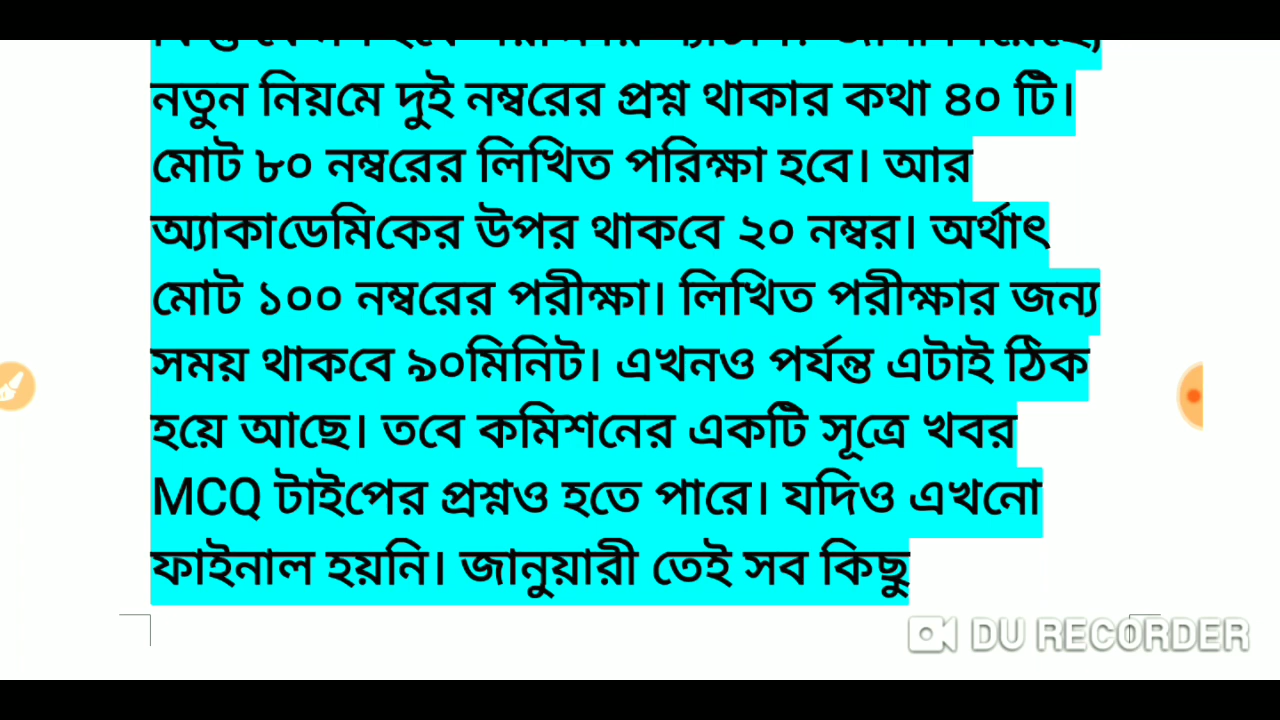 নতুন নিয়মে দুই নম্বরের প্রশ্ন থাকার কথা ৪০ টি।
মোট ৮০ নম্বরের লিখিত পরিক্ষা হবে। আর
অ্যাকাডেমিকের উপর থাকবে ২০ নম্বর। অর্থাৎ
মোট ১০০ নম্বরের পরীক্ষা। লিখিত পরীক্ষার জন্য
সময় থাকবে ৯০মিনিট। এখনও পর্যন্ত এটাই ঠিক
হয়ে আছে। তবে কমিশনের একটি সূত্রে খবর
MCQ টাইপের প্রশ্নও হতে পারে। যদিও এখনো
ফাইনাল হয়নি। জানুয়ারী তেই সব কিছু
DU RECORDER